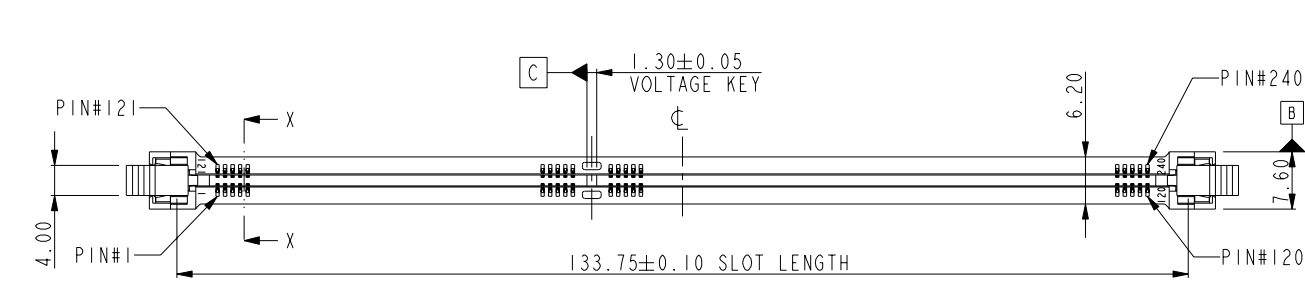 C
1.30±0.05
VOLTAGE KEY
℄
6.20
PIN#240
B
PIN#121
X
121
240
1
120
7.60
4.00
PIN#1
X
133.75±0.10 SLOT LENGTH
PIN#120